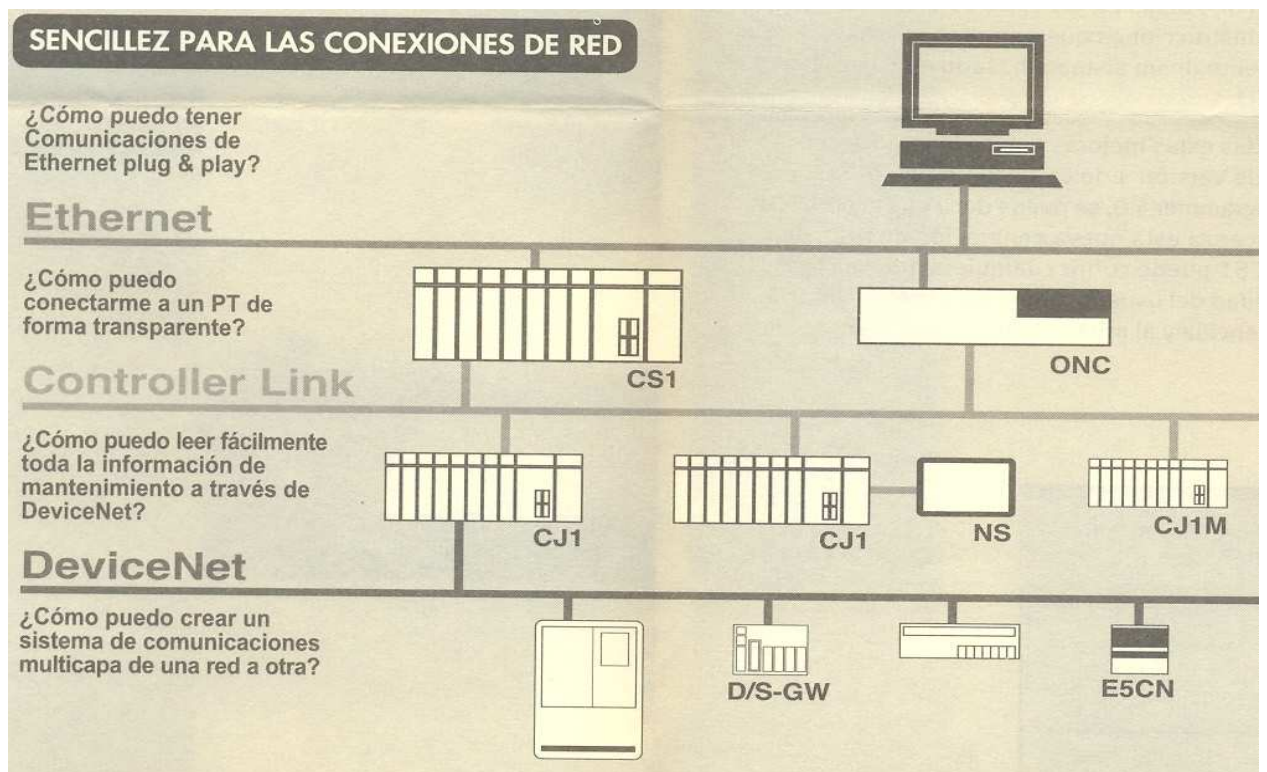 SENCILLEZ PARA LAS CONEXIONES DE RED
¿Cómo puedo tener
Comunicaciones de
Ethernet plug & play?
Ethernet
¿Cómo puedo
conectarme a un PT de
forma transparente?
CS1
ONC
Controller Link
¿Cómo puedo leer fácilmente
toda la información de
mantenimiento a través de
DeviceNet?
CJ1
CJ1
NS
CJ1M
DeviceNet
¿Cómo puedo crear un
sistema de comunicaciones
multicapa de una red a otra?
D/S-GW
E5CN